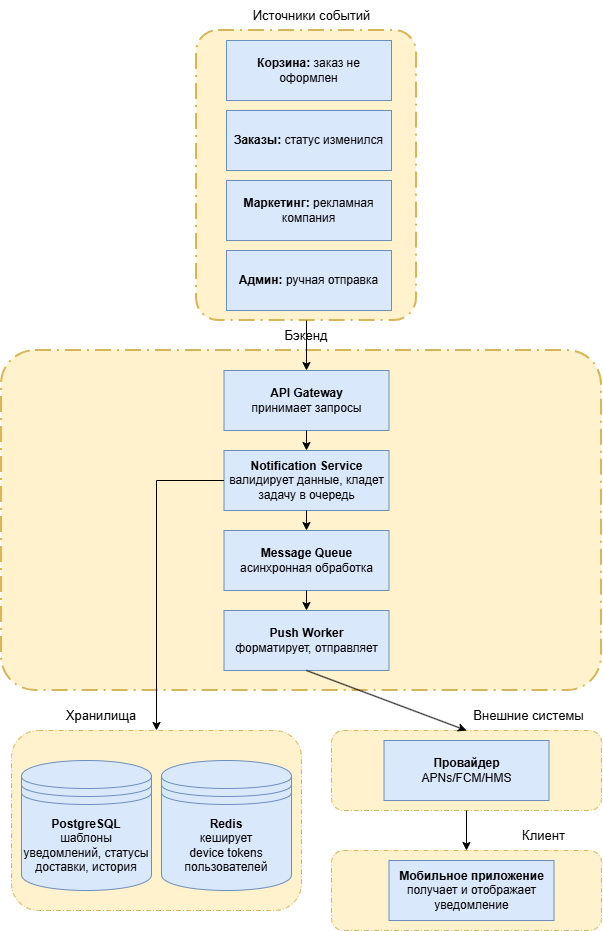 Источники событий
Корзина: заказ не
оформлен
Заказы: статус изменился
Маркетинг: рекламная
компания
Админ: ручная отправка
Бэкенд
API Gateway
принимает запросы
Notification Service
валидирует данные, кладет
задачу в очередь
Message Queue
асинхронная обработка
Push Worker
форматирует, отправляет
Хранилища
PostgreSQL
шаблоны
уведомлений, статусы
доставки, история
Redis
кеширует
device tokens
пользователей
Внешние системы
Провайдер
APNs/FCM/HMS
Клиент
Мобильное приложение
получает и отображает
уведомление